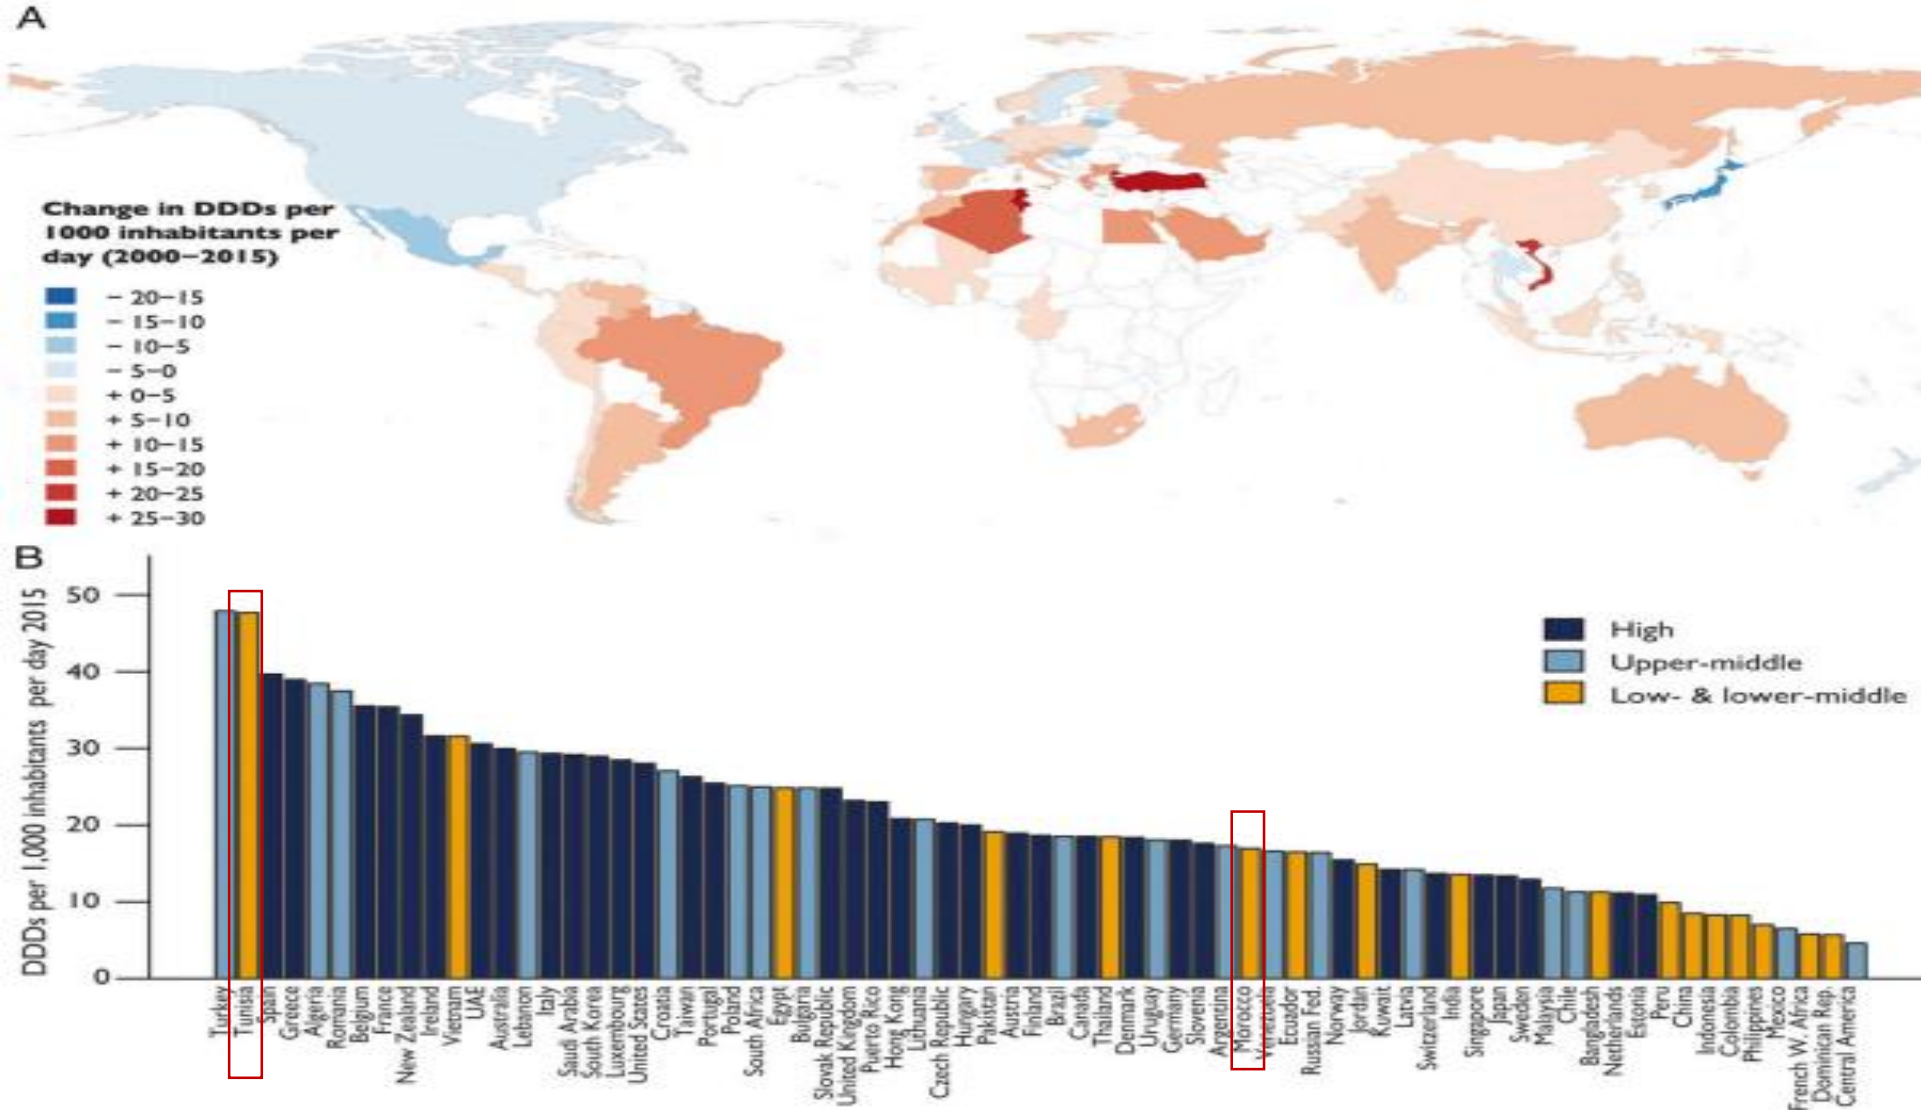 A
Change in DDDs per
1000 inhabitants per
day (2000–2015)
– 20–15
– 15–10
– 10–5
– 5–0
+ 0–5
+ 5–10
+ 10–15
+ 15–20
+ 20–25
+ 25–30
B
DDDs per 1,000 inhabitants per day 2015
50
40
30
20
10
0
High
Upper-middle
Low- & lower-middle
Turkey
Tunisia
Spain
Greece
Algeria
Romania
Belgium
France
New Zealand
Ireland
Vietnam
UAE
Australia
Lebanon
Italy
Saudi Arabia
South Korea
Luxembourg
United States
Croatia
Taiwan
Portugal
Poland
South Africa
Egypt
Bulgaria
Slovak Republic
United Kingdom
Puerto Rico
Hong Kong
Lithuania
Czech Republic
Hungary
Pakistan
Austria
Finland
Brazil
Canada
Thailand
Denmark
Uruguay
Germany
Slovenia
Argentina
Morocco
Venezuela
Ecuador
Russian Fed.
Norway
Jordan
Kuwait
Latvia
Switzerland
India
Singapore
Japan
Sweden
Malaysia
Chile
Bangladesh
Netherlands
Estonia
Peru
China
Indonesia
Colombia
Philippines
Mexico
French W. Africa
Dominican Rep.
Central America